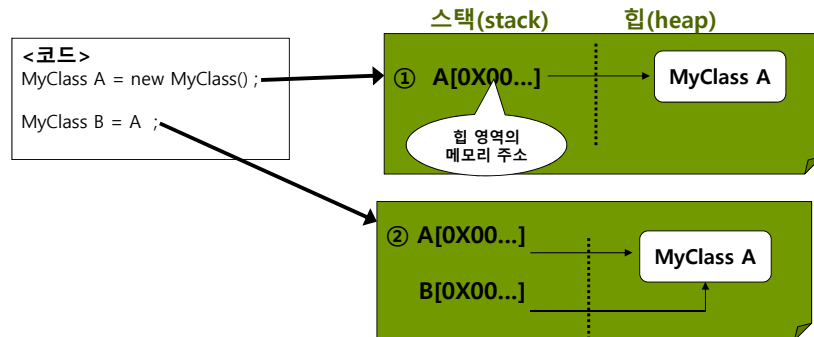 스택(stack)
힙(heap)
<코드>
MyClass A = new MyClass() ;
MyClass B = A ;
① A[0X00...]
MyClass A
힙 영역의
메모리 주소
② A[0X00...]
MyClass A
B[0X00...]